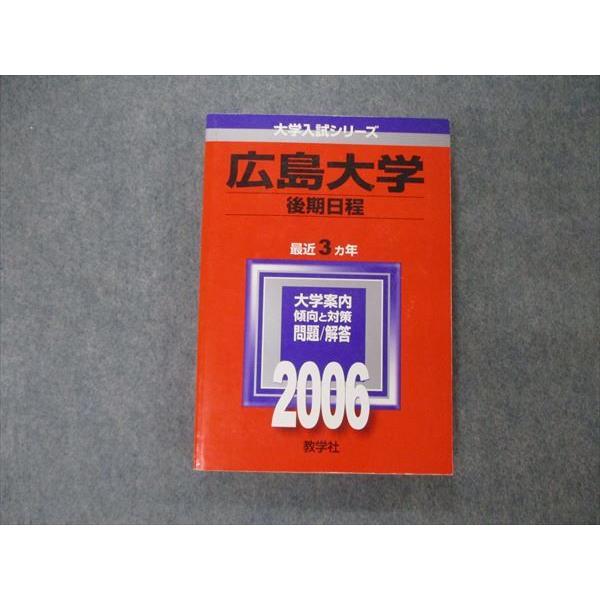 大学入試シリーズ
広島大学
後期日程
最近3ヵ年
大学案内
傾向と対策
問題/解答
2006
教学社